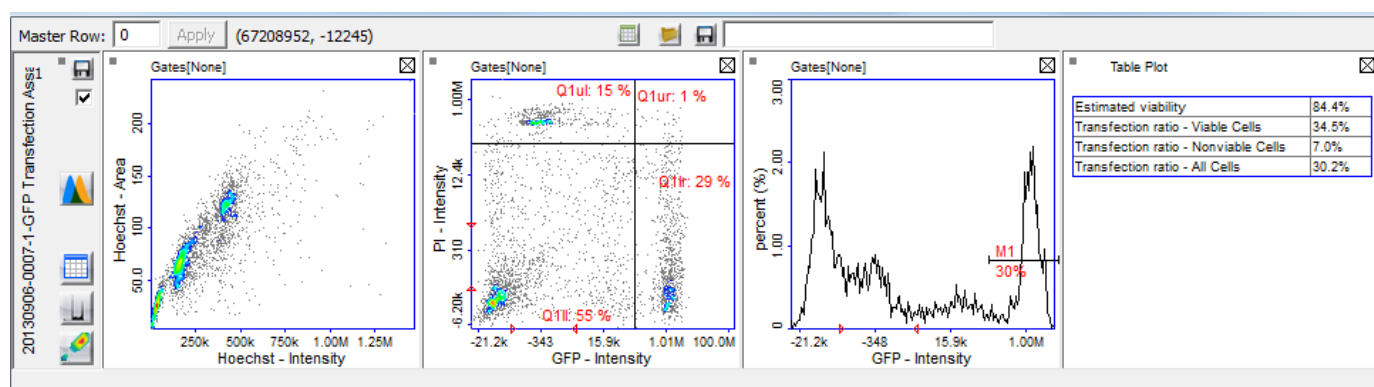 Master Row: 0 Apply (67208952, -12245)
20130906-0007-1-GFP Transfection Ass
1
Gates[None]
200
150
100
50.0
Hoechst - Area
250k 500k 750k 1.00M 1.25M
Hoechst - Intensity
Gates[None]
Q1ul: 15 % Q1ur: 1 %
Q1lr: 29 %
Q1ll: 55 %
1.00M
12.4k
310
-6.20k
PI - Intensity
-21.2k -343 15.9k 1.01M 100.0M
GFP - Intensity
Gates[None]
3.00
2.00
1.00
0
percent (%)
M1
30%
-21.2k -348 15.9k 1.00M
GFP - Intensity
Table Plot
Estimated viability 84.4%
Transfection ratio - Viable Cells 34.5%
Transfection ratio - Nonviable Cells 7.0%
Transfection ratio - All Cells 30.2%